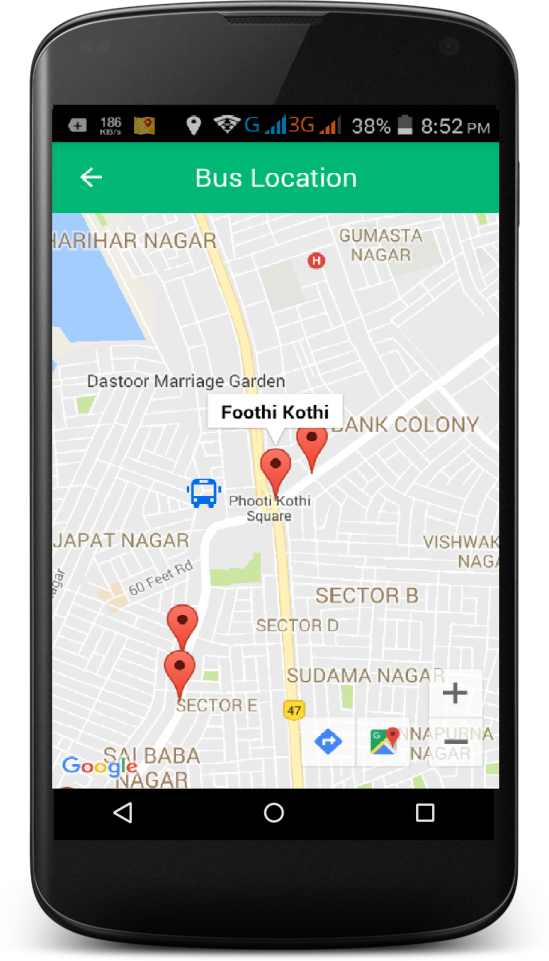 186
KB/s
G
3G
38%
8:52 PM
Bus Location
HARIHAR NAGAR
GUMASTA
NAGAR
H
Dastoor Marriage Garden
Foothi Kothi
BANK COLONY
Phooti Kothi
Square
JAPAT NAGAR
VISHWAK
NAGA
60 Feet Rd
agar
SECTOR B
SECTOR D
SUDAMA NAGAR
+
SECTOR E
47
G
NNAPURNA
NAGAR
SAI BABA
NAGAR
Google